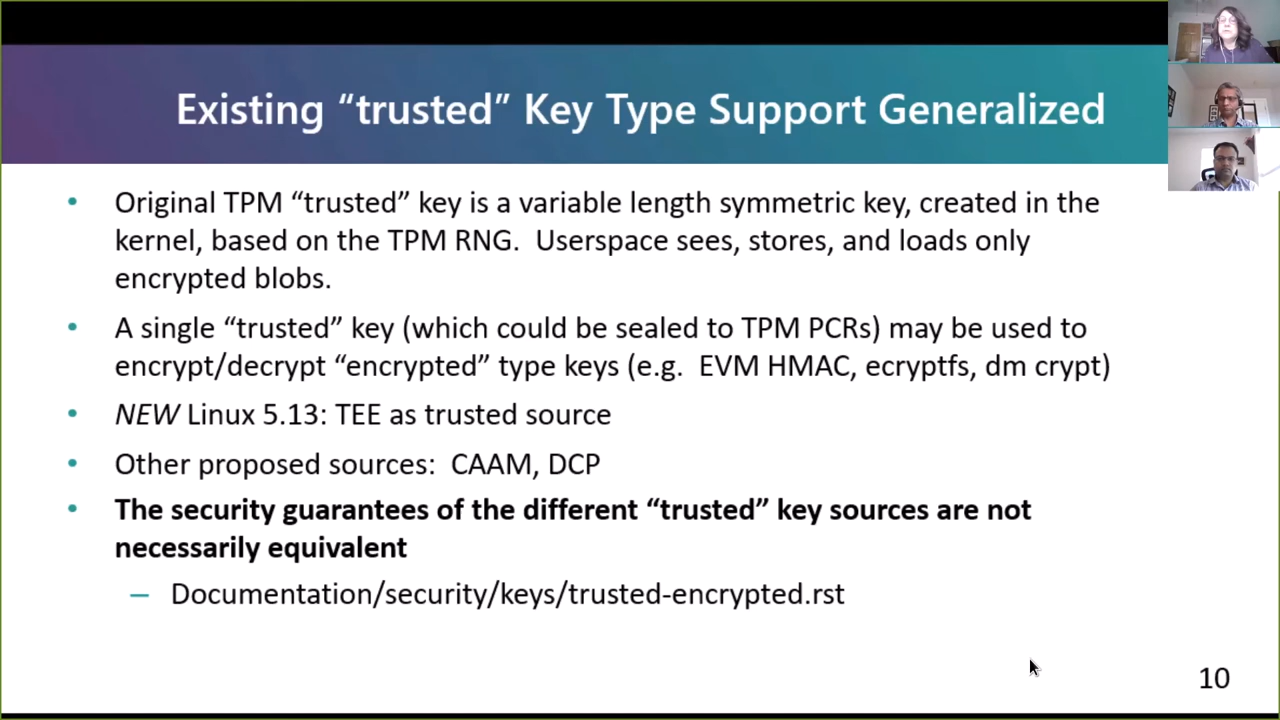 Existing “trusted” Key Type Support Generalized
• Original TPM “trusted” key is a variable length symmetric key, created in the
kernel, based on the TPM RNG.  Userspace sees, stores, and loads only
encrypted blobs.
• A single “trusted” key (which could be sealed to TPM PCRs) may be used to
encrypt/decrypt “encrypted” type keys (e.g.  EVM HMAC, ecryptfs, dm crypt)
• NEW Linux 5.13: TEE as trusted source
• Other proposed sources:  CAAM, DCP
• The security guarantees of the different “trusted” key sources are not
necessarily equivalent
– Documentation/security/keys/trusted-encrypted.rst
10